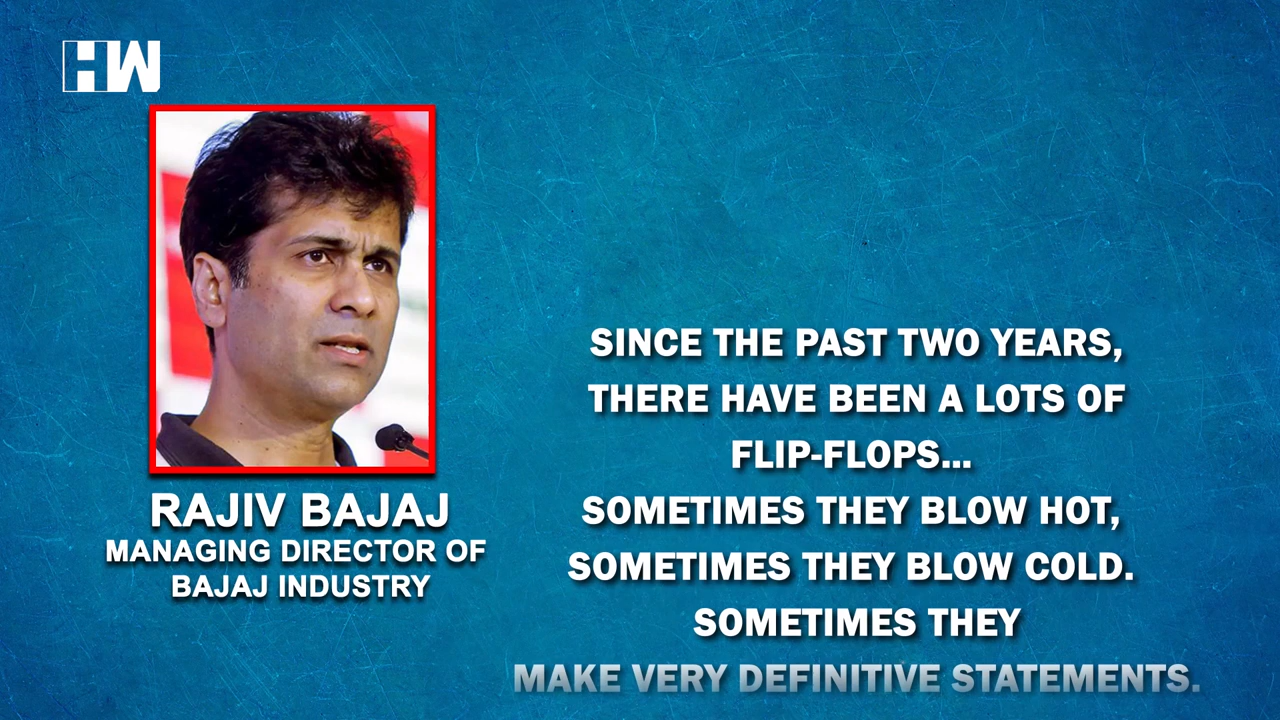 HW
RAJIV BAJAJ
MANAGING DIRECTOR OF
BAJAJ INDUSTRY
SINCE THE PAST TWO YEARS,
THERE HAVE BEEN A LOTS OF
FLIP-FLOPS...
SOMETIMES THEY BLOW HOT,
SOMETIMES THEY BLOW COLD.
SOMETIMES THEY
MAKE VERY DEFINITIVE STATEMENTS.